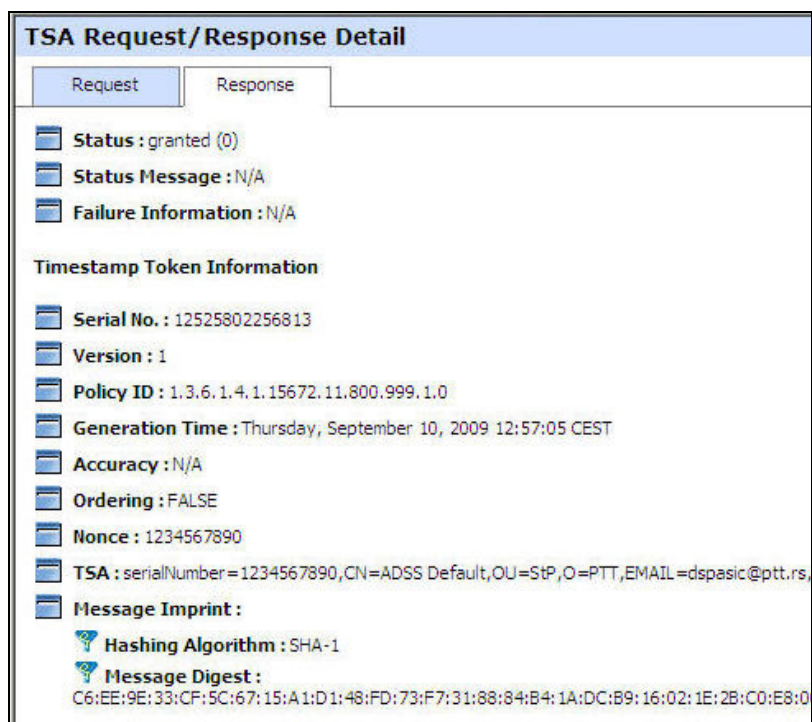 TSA Request/Response Detail
Request Response
Status : granted (0)
Status Message : N/A
Failure Information : N/A
Timestamp Token Information
Serial No. : 12525802256813
Version : 1
Policy ID : 1.3.6.1.4.1.15672.11.800.999.1.0
Generation Time : Thursday, September 10, 2009 12:57:05 CEST
Accuracy : N/A
Ordering : FALSE
Nonce : 1234567890
TSA : serialNumber=1234567890,CN=ADSS Default,OU=StP,O=PTT,EMAIL=dspasic@ptt.rs,
Message Imprint :
Hashing Algorithm : SHA-1
Message Digest :
C6:EE:9E:33:CF:5C:67:15:A1:D1:48:FD:73:F7:31:88:84:B4:1A:DC:B9:16:02:1E:2B:C0:E8: